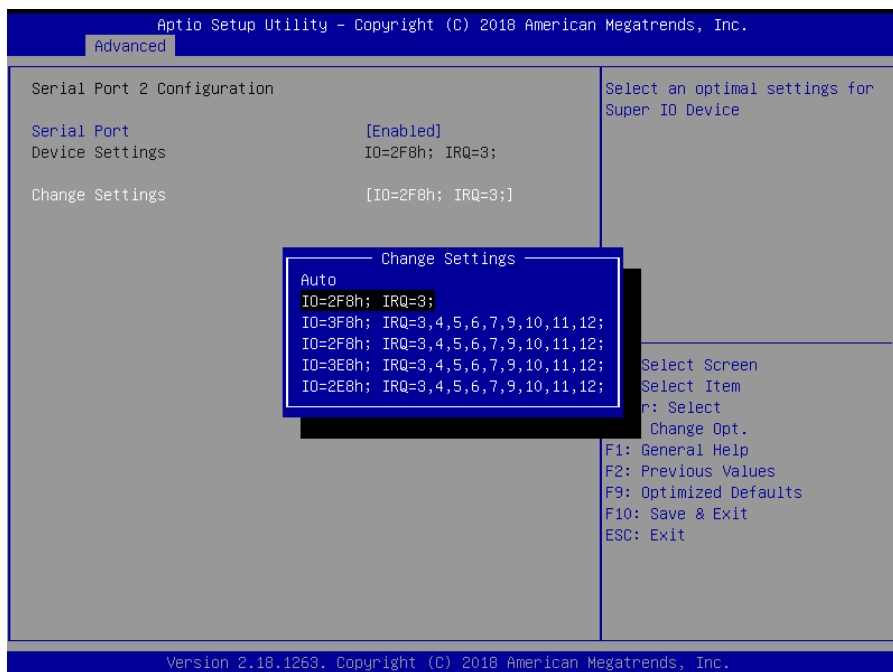 Aptio Setup Utility – Copyright (C) 2018 American Megatrends, Inc.
Advanced
Serial Port 2 Configuration
Serial Port [Enabled]
Device Settings IO=2F8h; IRQ=3;
Change Settings [IO=2F8h; IRQ=3;]
Select an optimal settings for
Super IO Device
Change Settings
Auto
IO=2F8h; IRQ=3;
IO=3F8h; IRQ=3,4,5,6,7,9,10,11,12;
IO=2F8h; IRQ=3,4,5,6,7,9,10,11,12;
IO=3E8h; IRQ=3,4,5,6,7,9,10,11,12;
IO=2E8h; IRQ=3,4,5,6,7,9,10,11,12;
Select Screen
Select Item
r: Select
Change Opt.
F1: General Help
F2: Previous Values
F9: Optimized Defaults
F10: Save & Exit
ESC: Exit
Version 2.18.1263. Copyright (C) 2018 American Megatrends, Inc.